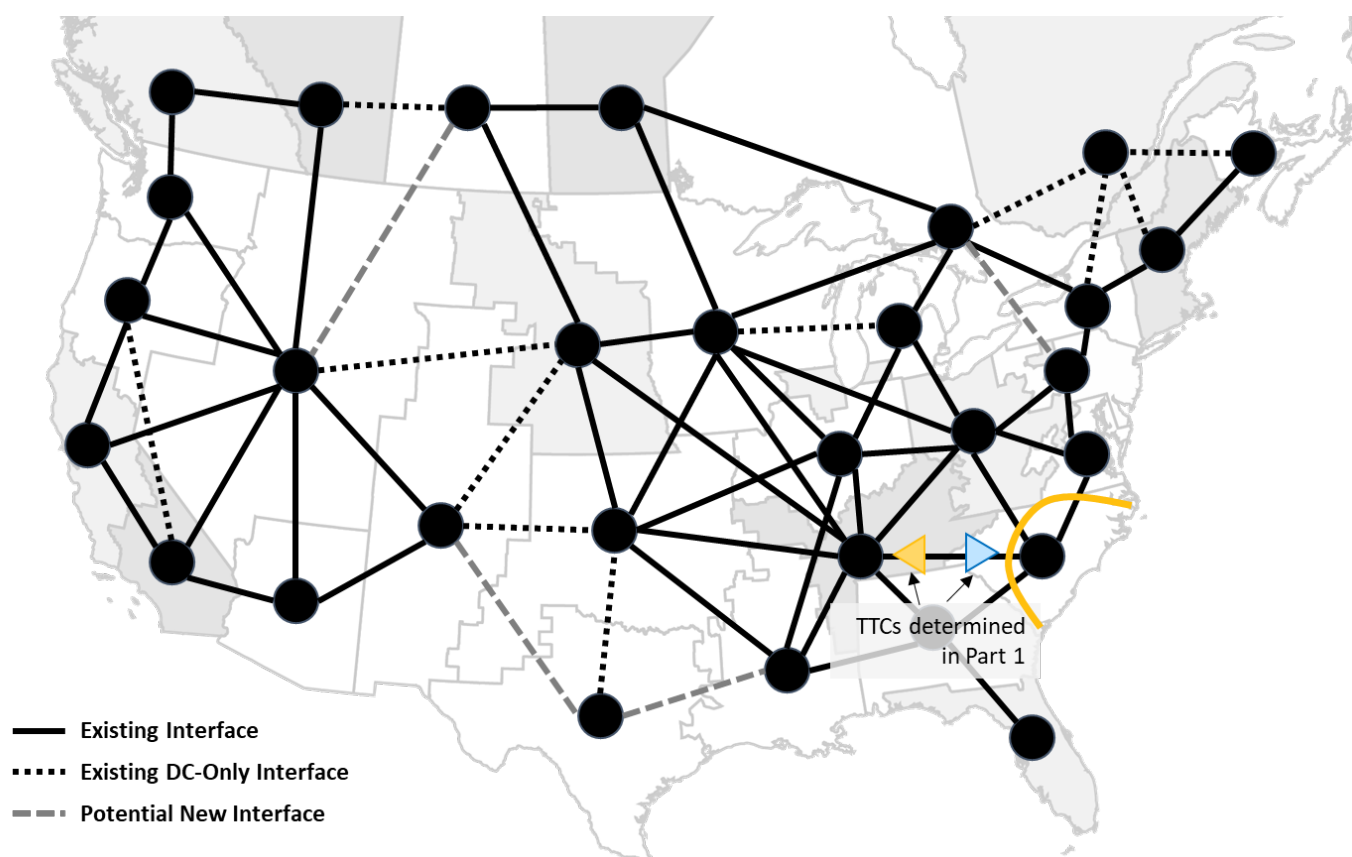 TTCs determined
in Part 1
Existing Interface
Existing DC-Only Interface
Potential New Interface